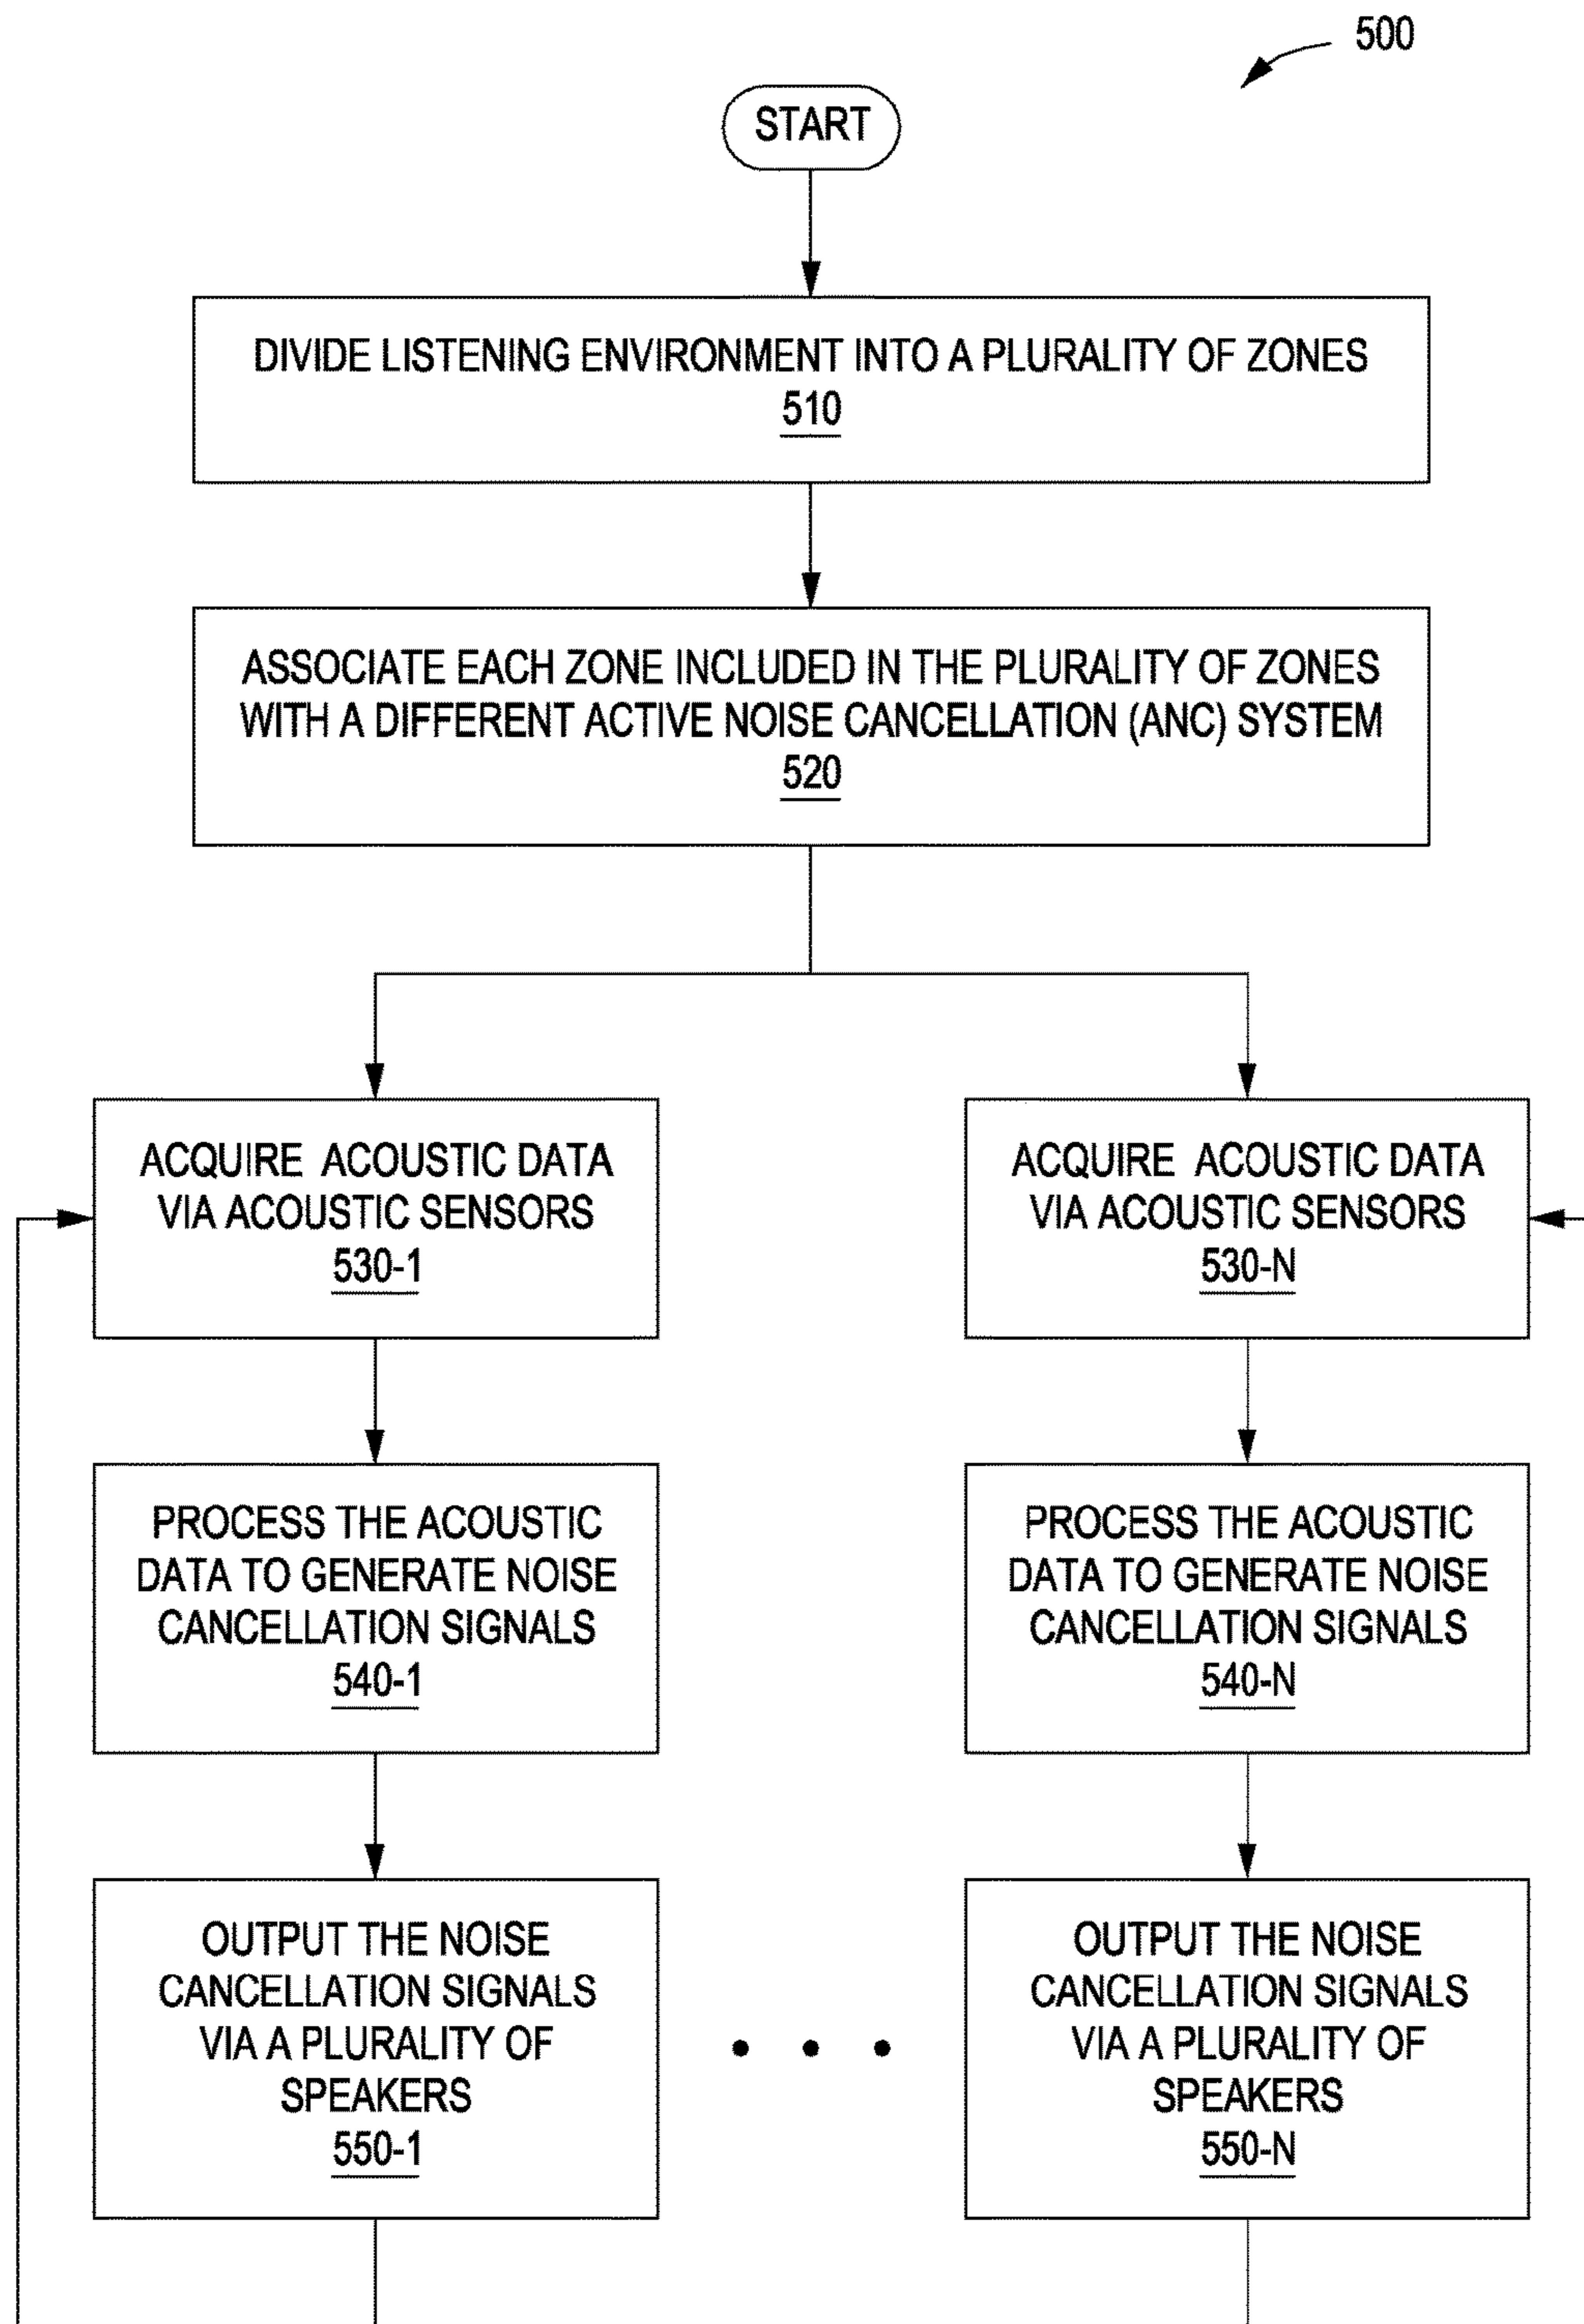 500
START
DIVIDE LISTENING ENVIRONMENT INTO A PLURALITY OF ZONES
510
ASSOCIATE EACH ZONE INCLUDED IN THE PLURALITY OF ZONES
WITH A DIFFERENT ACTIVE NOISE CANCELLATION (ANC) SYSTEM
520
ACQUIRE ACOUSTIC DATA
VIA ACOUSTIC SENSORS
530-1
ACQUIRE ACOUSTIC DATA
VIA ACOUSTIC SENSORS
530-N
PROCESS THE ACOUSTIC
DATA TO GENERATE NOISE
CANCELLATION SIGNALS
540-1
PROCESS THE ACOUSTIC
DATA TO GENERATE NOISE
CANCELLATION SIGNALS
540-N
OUTPUT THE NOISE
CANCELLATION SIGNALS
VIA A PLURALITY OF
SPEAKERS
550-1
• • •
OUTPUT THE NOISE
CANCELLATION SIGNALS
VIA A PLURALITY OF
SPEAKERS
550-N